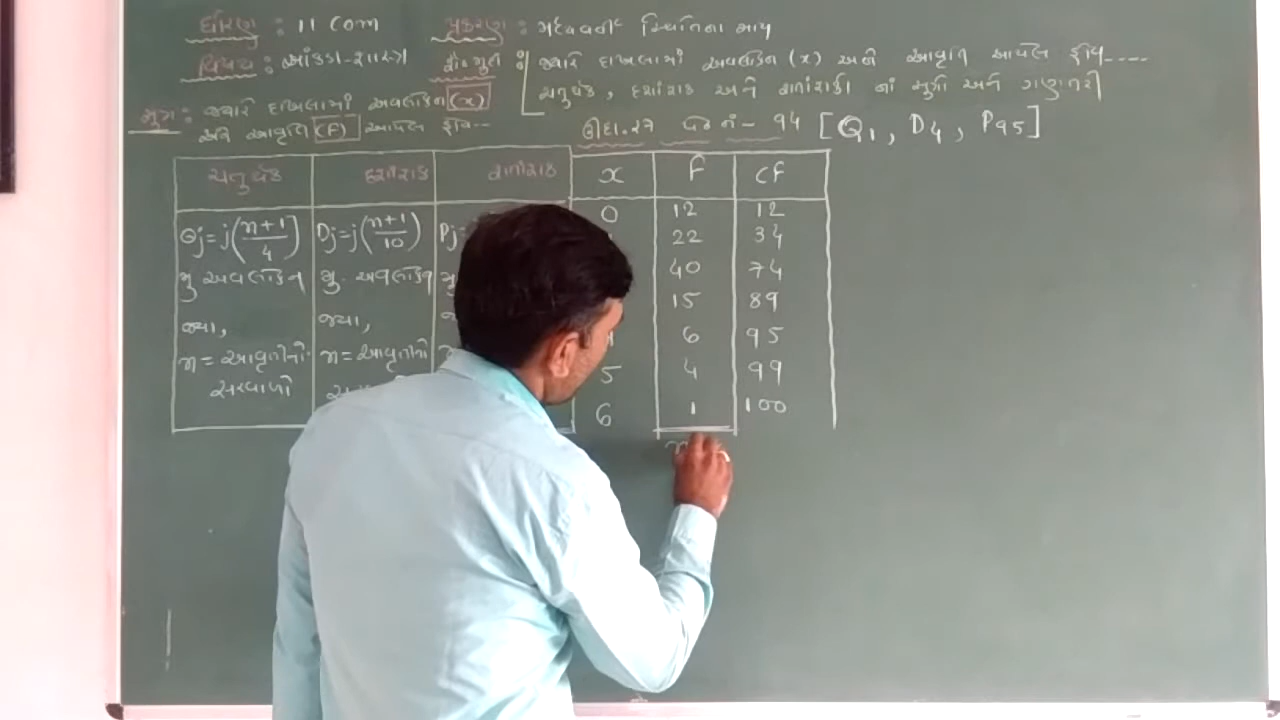 ધોરણ : 11 com પ્રકરણ : મધ્યવર્તી સ્થિતિના માપ
વિષય : આંકડા-શાસ્ત્ર
જ્યારે દાખલામાં અવલોકન (x) અને આવૃતિ આપેલ હોય ----
ચતુર્થક, દશાંશક અને શતાંશકો નાં સુત્રો અને ગણતરી
સુત્ર : જ્યારે દાખલામાં અવલોકન (x)
અને આવૃતિ (F) આપેલ હોય--
ઉદા. ૨૭ પેજ નં - ૧૪ [Q1, D4, P95]
ચતુર્થક દશાંશક શતાંશક x F CF
Qj = j(n+1/4) Dj = j(n+1/10) Pj=
મુ અવલોકન મુ. અવલોકન
જ્યાં, જ્યાં,
n = આવૃતીનો n = આવૃતીનો
સરવાળો
0 12 12
22 34
40 74
15 89
6 95
5 4 99
6 1 100
n